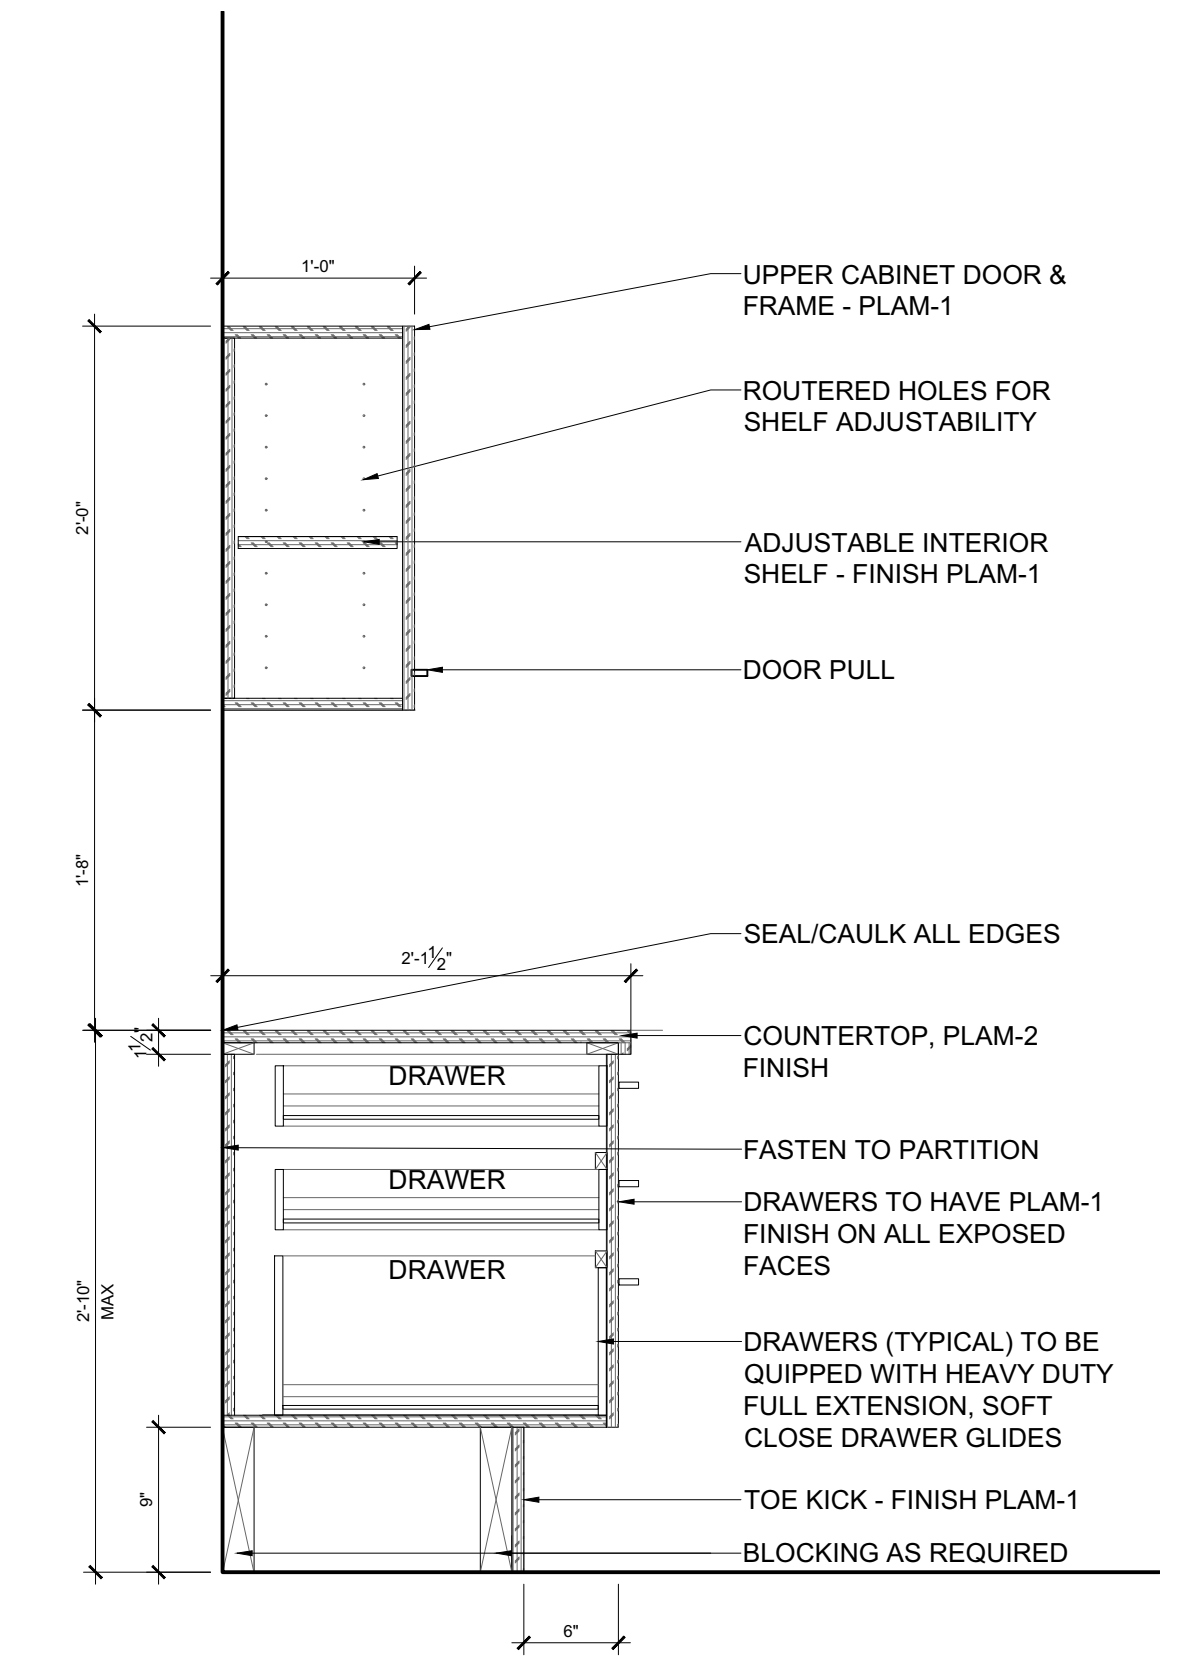 1'-0"
UPPER CABINET DOOR &
FRAME - PLAM-1
ROUTERED HOLES FOR
SHELF ADJUSTABILITY
2'-0"
ADJUSTABLE INTERIOR
SHELF - FINISH PLAM-1
DOOR PULL
1'-8"
SEAL/CAULK ALL EDGES
2'-1½"
1½"
COUNTERTOP, PLAM-2
FINISH
DRAWER
FASTEN TO PARTITION
DRAWER
DRAWERS TO HAVE PLAM-1
FINISH ON ALL EXPOSED
FACES
DRAWER
2'-10"
MAX
DRAWERS (TYPICAL) TO BE
QUIPPED WITH HEAVY DUTY
FULL EXTENSION, SOFT
CLOSE DRAWER GLIDES
9"
TOE KICK - FINISH PLAM-1
BLOCKING AS REQUIRED
6"